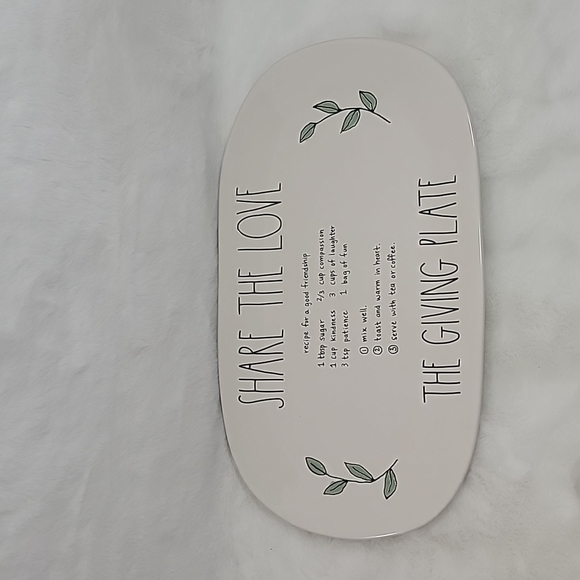 SHARE THE LOVE
recipe for a good friendship
1 tbsp sugar 2/3 cup compassion
1 cup kindness 3 cups of laughter
3 tsp patience 1 bag of fun
① mix well.
② toast and warm in heart.
③ serve with tea or coffee.
THE GIVING PLATE